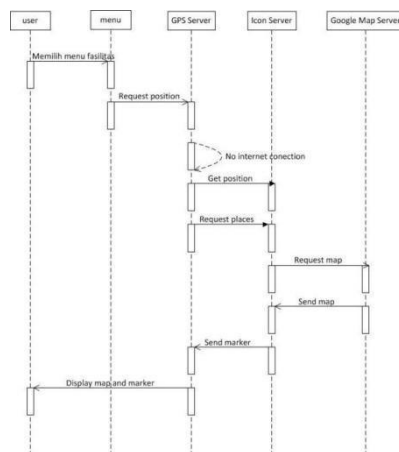 user
menu
GPS Server
Icon Server
Google Map Server
Memilih menu fasilitas
Request position
No internet conection
Get position
Request places
Request map
Send map
Send marker
Display map and marker